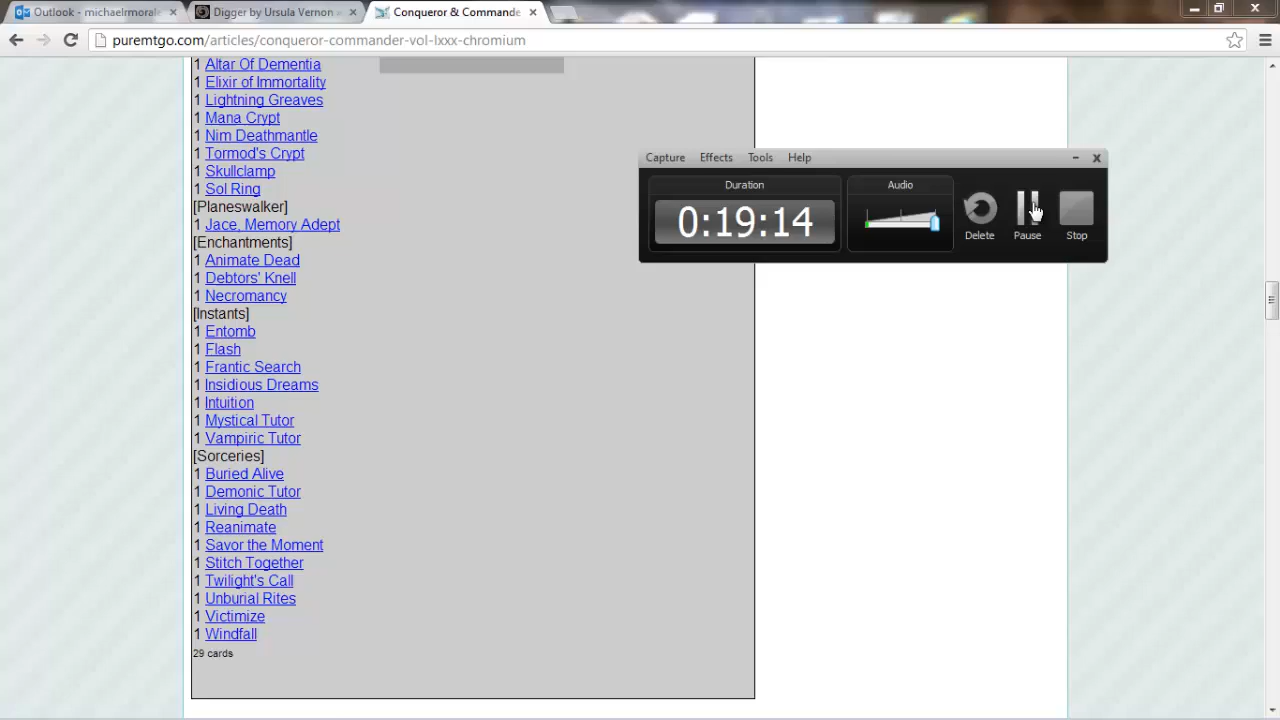 Outlook - michaelrmorale
Digger by Ursula Vernon
Conqueror & Commande
puremtgo.com/articles/conqueror-commander-vol-lxxx-chromium
1 Altar Of Dementia
1 Elixir of Immortality
1 Lightning Greaves
1 Mana Crypt
1 Nim Deathmantle
1 Tormod's Crypt
1 Skullclamp
1 Sol Ring
[Planeswalker]
1 Jace, Memory Adept
[Enchantments]
1 Animate Dead
1 Debtors' Knell
1 Necromancy
[Instants]
1 Entomb
1 Flash
1 Frantic Search
1 Insidious Dreams
1 Intuition
1 Mystical Tutor
1 Vampiric Tutor
[Sorceries]
1 Buried Alive
1 Demonic Tutor
1 Living Death
1 Reanimate
1 Savor the Moment
1 Stitch Together
1 Twilight's Call
1 Unburial Rites
1 Victimize
1 Windfall
29 cards
Capture Effects Tools Help
Duration
0:19:14
Audio
Delete
Pause
Stop